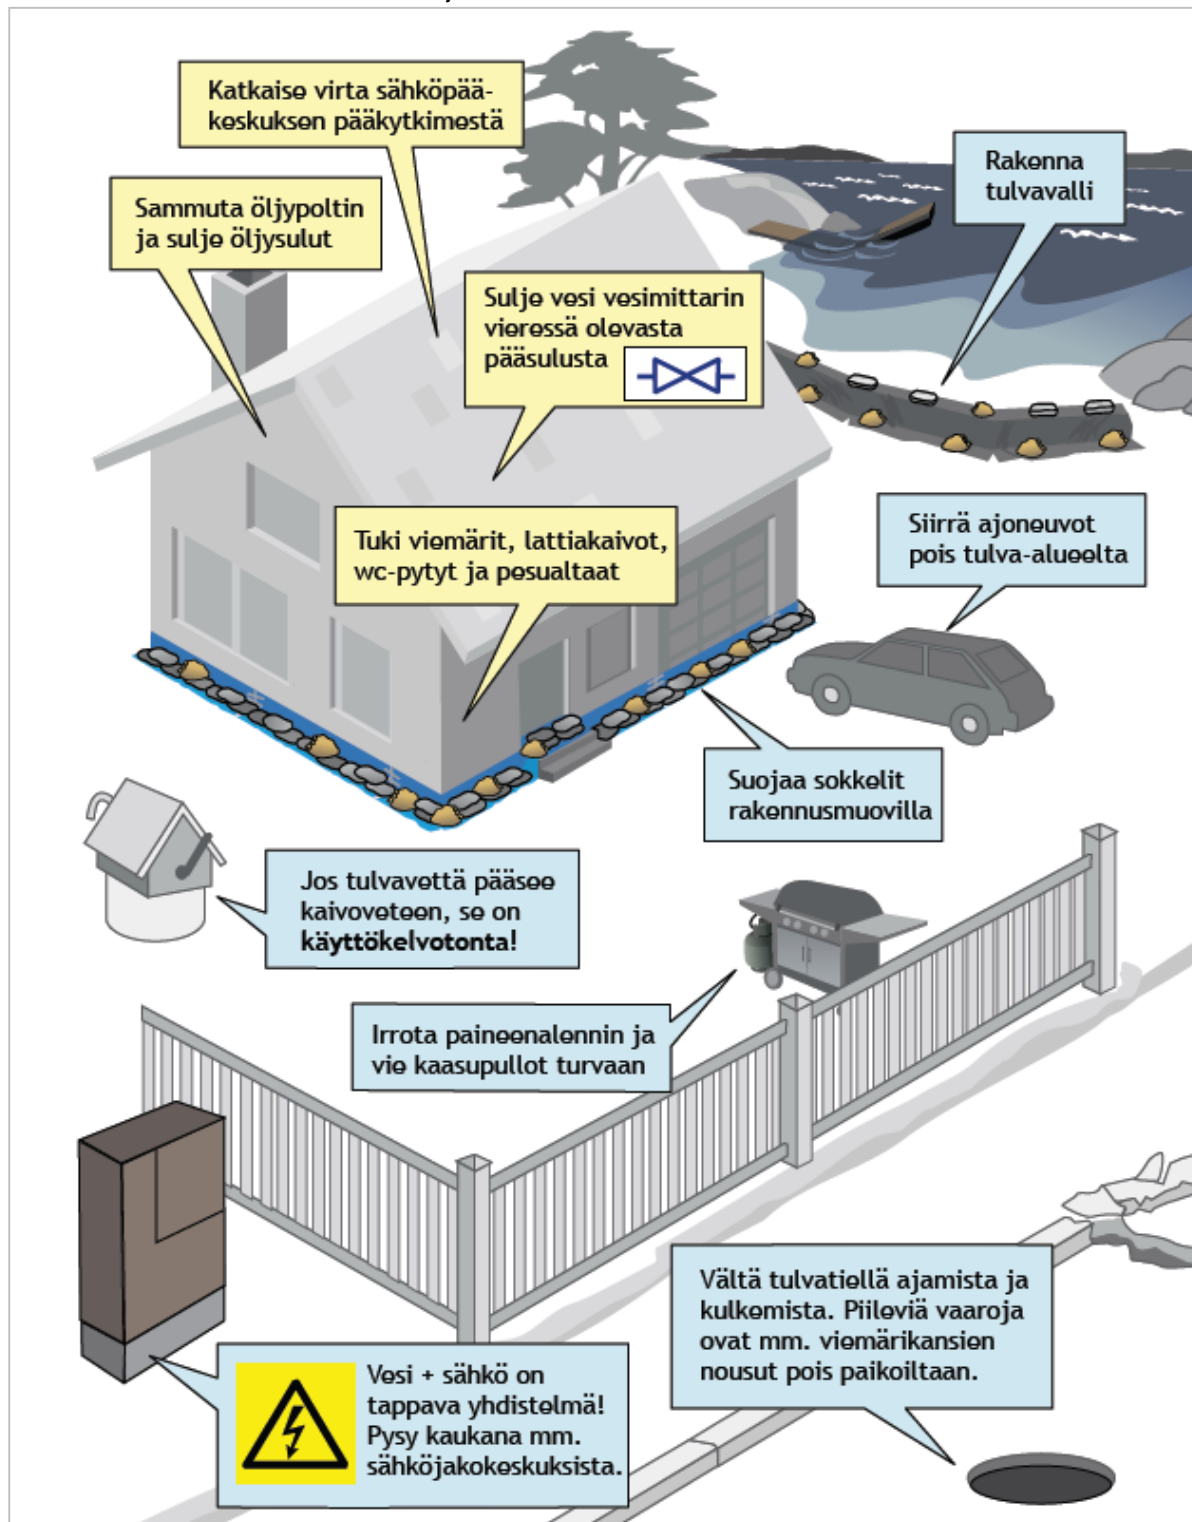 Katkaise virta sähköpää-
keskuksen pääkytkimestä
Rakenna
tulvavalli
Sammuta öljypoltin
ja sulje öljysulut
Sulje vesi vesimittarin
vieressä olevasta
pääsulusta
Siirrä ajoneuvot
pois tulva-alueelta
Tuki viemärit, lattiakaivot,
wc-pytyt ja pesualtaat
Suojaa sokkelit
rakennusmuovilla
Jos tulvavettä pääsee
kaivoveteen, se on
käyttökelvotonta!
Irrota paineenalennin ja
vie kaasupullot turvaan
Vältä tulvatiellä ajamista ja
kulkemista. Piileviä vaaroja
ovat mm. viemärikansien
nousut pois paikoiltaan.
Vesi + sähkö on
tappava yhdistelmä!
Pysy kaukana mm.
sähköjakokeskuksista.